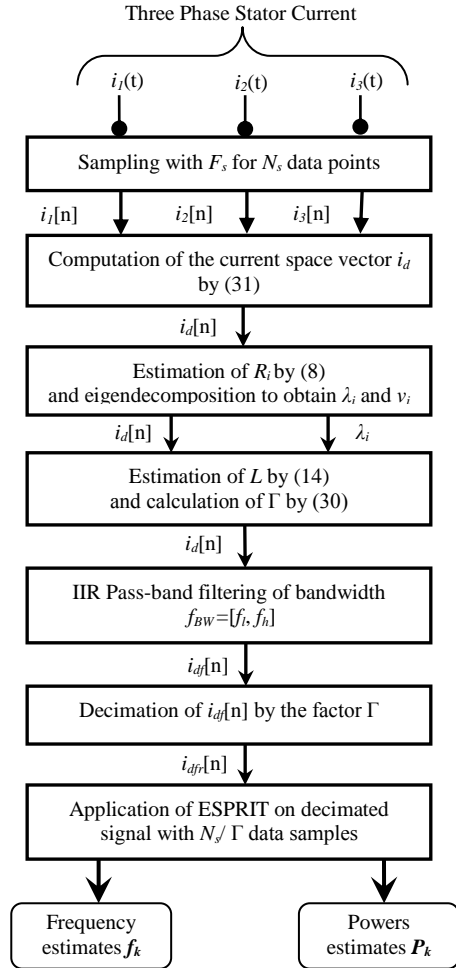 Three Phase Stator Current
i1(t) i2(t) i3(t)
Sampling with Fs for Ns data points
i1[n] i2[n] i3[n]
Computation of the current space vector id
by (31)
id[n]
Estimation of Ri by (8)
and eigendecomposition to obtain λi and vi
id[n] λi
Estimation of L by (14)
and calculation of Γ by (30)
id[n]
IIR Pass-band filtering of bandwidth
fBW=[fl, fh]
idf[n]
Decimation of idf[n] by the factor Γ
idfr[n]
Application of ESPRIT on decimated
signal with Ns/ Γ data samples
Frequency
estimates fk
Powers
estimates Pk